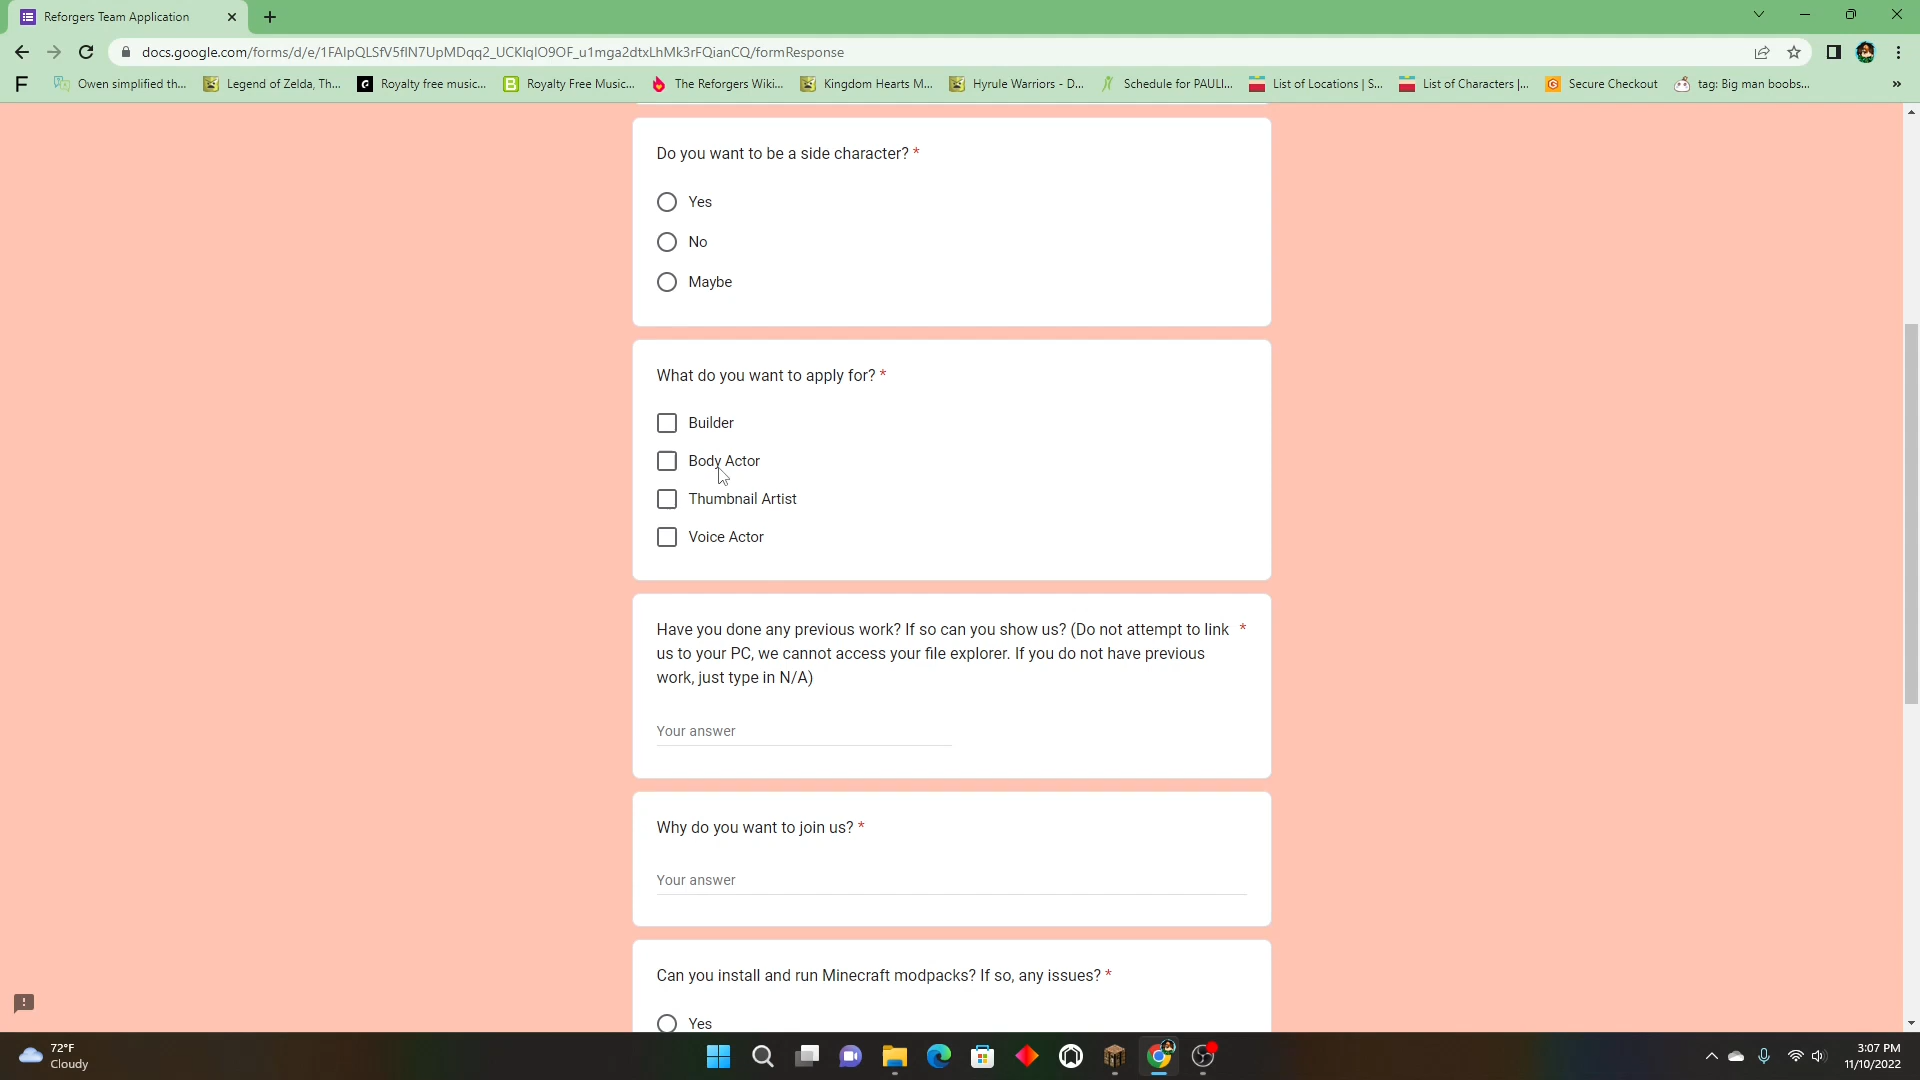 Reforgers Team Application
docs.google.com/forms/d/e/1FAIpQLSfV5fIN7UpMDqq2_UCKlqIO9OF_u1mga2dtxLhMk3rFQianCQ/formResponse
Owen simplified th... Legend of Zelda, Th... Royalty free music... Royalty Free Music... The Reforgers Wiki... Kingdom Hearts M... Hyrule Warriors - D... Schedule for PAULI... List of Locations | S... List of Characters |... Secure Checkout tag: Big man boobs... »
Do you want to be a side character? *
Yes
No
Maybe
What do you want to apply for? *
Builder
Body Actor
Thumbnail Artist
Voice Actor
Have you done any previous work? If so can you show us? (Do not attempt to link *
us to your PC, we cannot access your file explorer. If you do not have previous
work, just type in N/A)
Your answer
Why do you want to join us? *
Your answer
Can you install and run Minecraft modpacks? If so, any issues? *
Yes
72°F
Cloudy
3:07 PM
11/10/2022